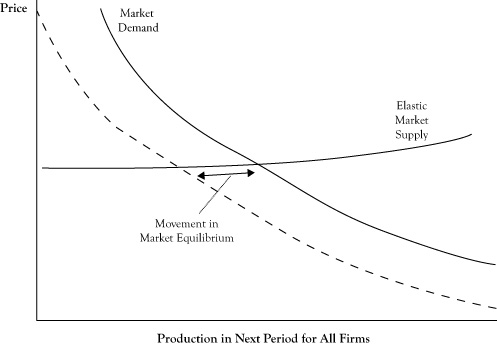 Price
Market
Demand
Elastic
Market
Supply
Movement in
Market Equilibrium
Production in Next Period for All Firms